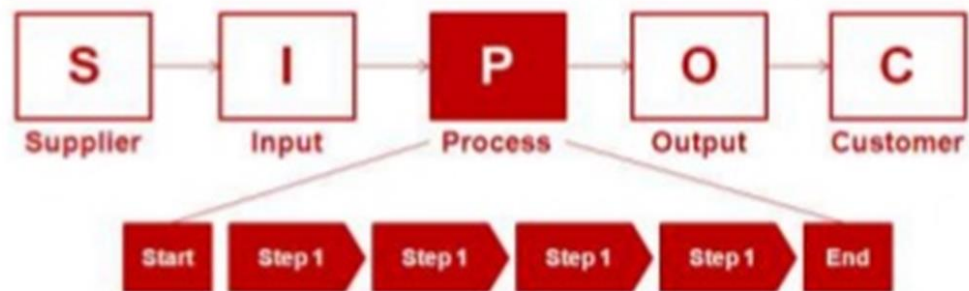 S I P O C
Supplier Input Process Output Customer
Start Step 1 Step 1 Step 1 Step 1 End